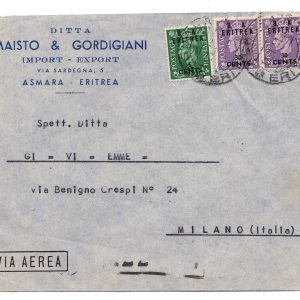 DITTA
MAISTO & GORDIGIANI
IMPORT - EXPORT
VIA SARDEGNA, 5
ASMARA - ERITREA
B. A.
ERITREA
CENTS
ERITREA
CENTS
ERITREA
CENTS
Spett. Ditta
GI = VI = EMME =
via Benigno Crespi N° 24
MILANO (Italia)
VIA AEREA